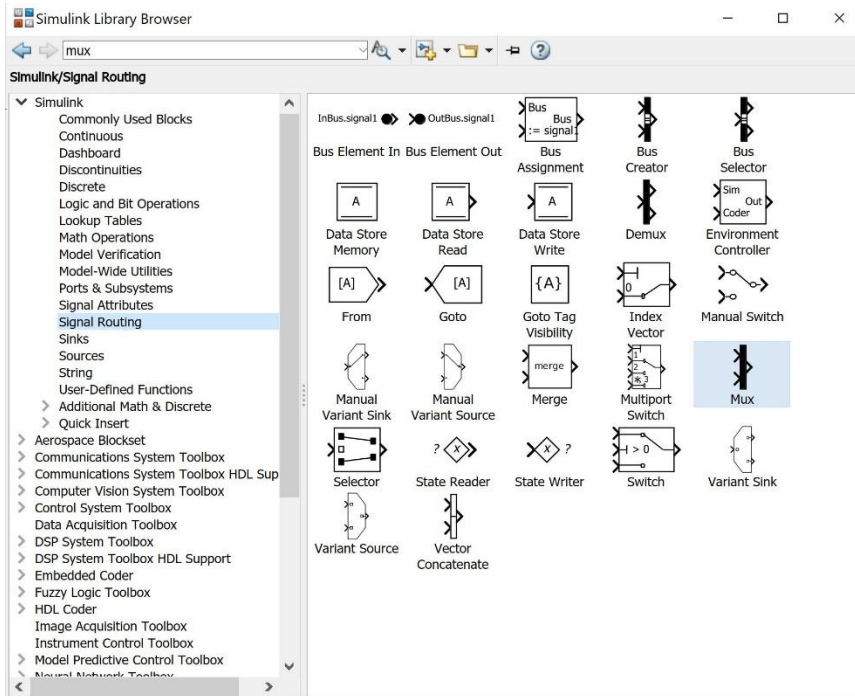 Simulink Library Browser
mux
Simulink/Signal Routing
Simulink
Commonly Used Blocks
Continuous
Dashboard
Discontinuities
Discrete
Logic and Bit Operations
Lookup Tables
Math Operations
Model Verification
Model-Wide Utilities
Ports & Subsystems
Signal Attributes
Signal Routing
Sinks
Sources
String
User-Defined Functions
Additional Math & Discrete
Quick Insert
Aerospace Blockset
Communications System Toolbox
Communications System Toolbox HDL Sup
Computer Vision System Toolbox
Control System Toolbox
Data Acquisition Toolbox
DSP System Toolbox
DSP System Toolbox HDL Support
Embedded Coder
Fuzzy Logic Toolbox
HDL Coder
Image Acquisition Toolbox
Instrument Control Toolbox
Model Predictive Control Toolbox
Neural Network Toolbox
InBus.signal1
Bus Element In
OutBus.signal1
Bus Element Out
Bus
Bus
:= signal1
Bus
Assignment
Bus
Creator
Bus
Selector
A
Data Store
Memory
A
Data Store
Read
A
Data Store
Write
Demux
Sim
Out
Coder
Environment
Controller
[A]
From
[A]
Goto
{A}
Goto Tag
Visibility
0
Index
Vector
Manual Switch
Manual
Variant Sink
Manual
Variant Source
merge
Merge
1
2
* 3
Multiport
Switch
Mux
Selector
? x
State Reader
x ?
State Writer
> 0
Switch
Variant Sink
Variant Source
Vector
Concatenate